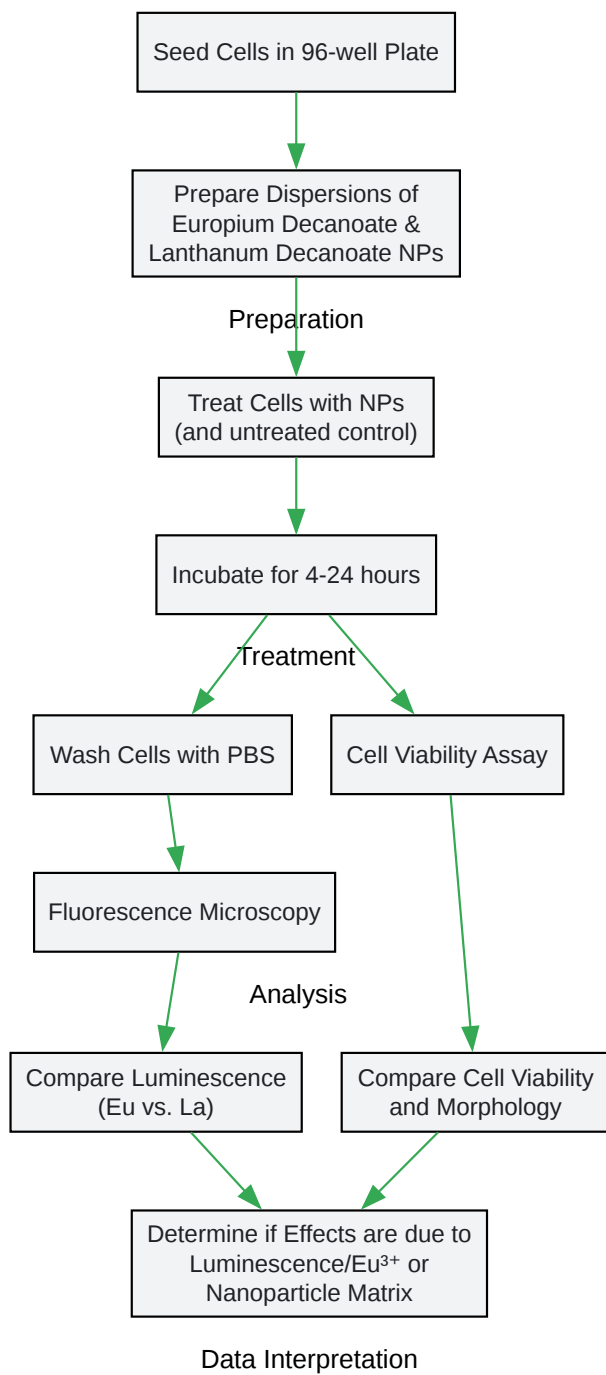 Seed Cells in 96-well Plate
Prepare Dispersions of
Europium Decanoate &
Lanthanum Decanoate NPs
Preparation
Treat Cells with NPs
(and untreated control)
Incubate for 4-24 hours
Treatment
Wash Cells with PBS
Cell Viability Assay
Fluorescence Microscopy
Analysis
Compare Luminescence
(Eu vs. La)
Compare Cell Viability
and Morphology
Determine if Effects are due to
Luminescence/Eu³⁺ or
Nanoparticle Matrix
Data Interpretation